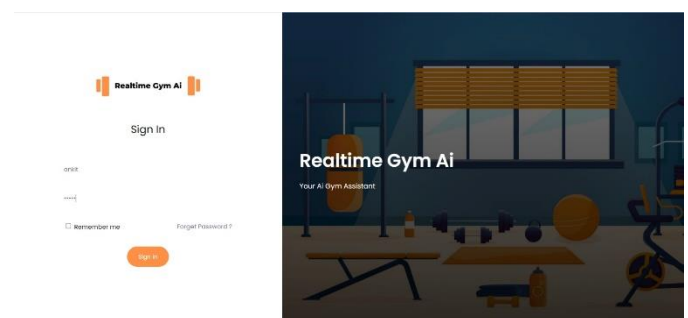 Realtime Gym Ai
Sign In
ankit
Remember me
Forget Password ?
Sign In
Realtime Gym Ai
Your Ai Gym Assistant